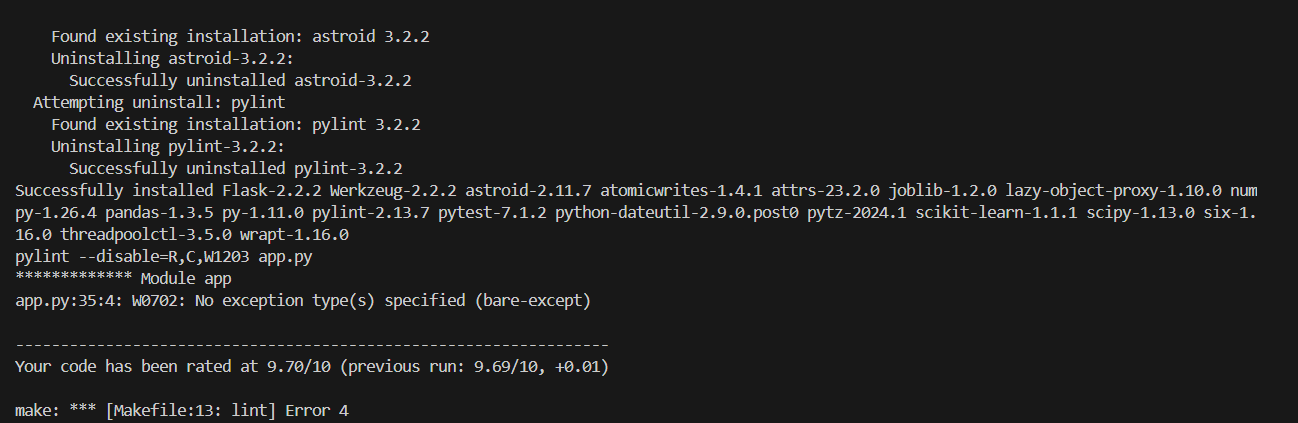 Found existing installation: astroid 3.2.2
Uninstalling astroid-3.2.2:
Successfully uninstalled astroid-3.2.2
Attempting uninstall: pylint
Found existing installation: pylint 3.2.2
Uninstalling pylint-3.2.2:
Successfully uninstalled pylint-3.2.2
Successfully installed Flask-2.2.2 Werkzeug-2.2.2 astroid-2.11.7 atomicwrites-1.4.1 attrs-23.2.0 joblib-1.2.0 lazy-object-proxy-1.10.0 num
py-1.26.4 pandas-1.3.5 py-1.11.0 pylint-2.13.7 pytest-7.1.2 python-dateutil-2.9.0.post0 pytz-2024.1 scikit-learn-1.1.1 scipy-1.13.0 six-1.
16.0 threadpoolctl-3.5.0 wrapt-1.16.0
pylint --disable=R,C,W1203 app.py
************* Module app
app.py:35:4: W0702: No exception type(s) specified (bare-except)
------------------------------------------------------------------
Your code has been rated at 9.70/10 (previous run: 9.69/10, +0.01)
make: *** [Makefile:13: lint] Error 4